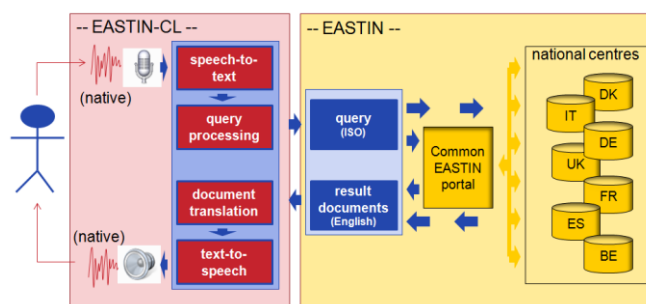 -- EASTIN-CL --
-- EASTIN --
(native)
speech-to-
text
query
processing
document
translation
text-to-
speech
(native)
query
(ISO)
result
documents
(English)
Common
EASTIN
portal
national centres
DK
IT
DE
UK
FR
ES
BE